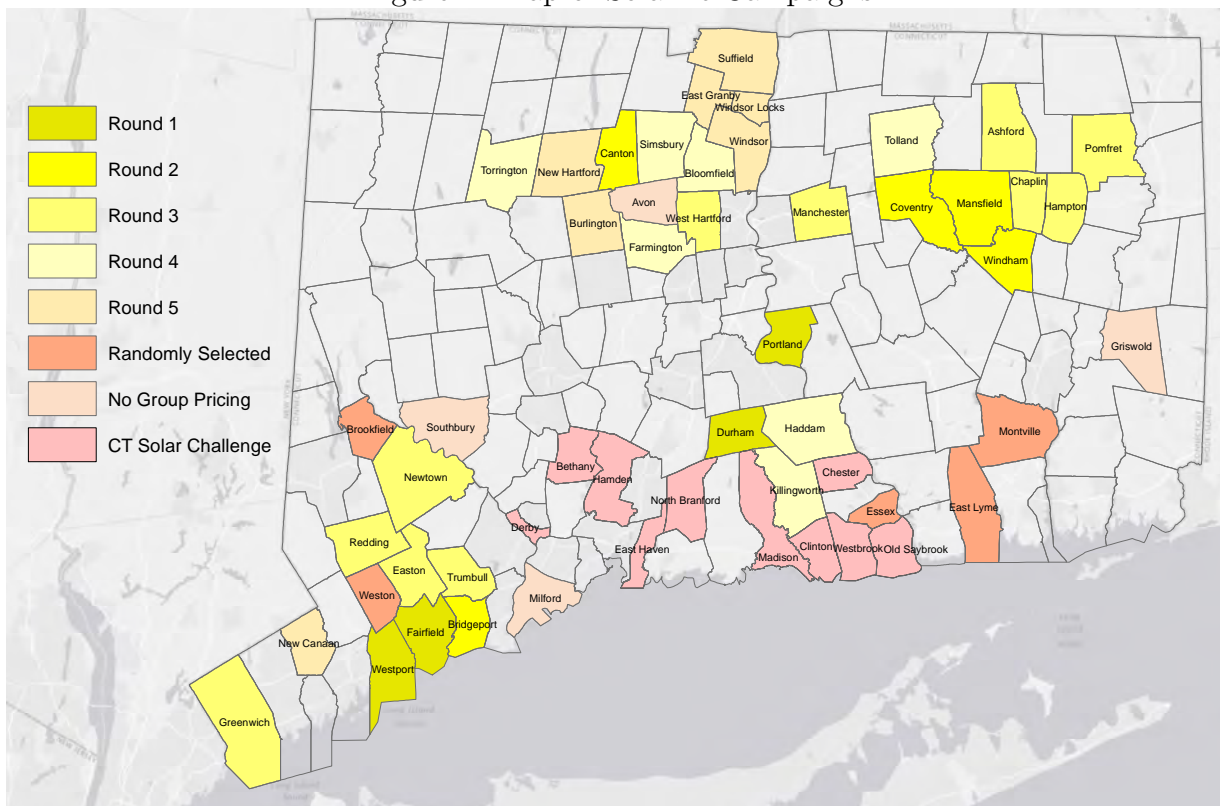 MASSACHUSETTS
CONNECTICUT
Suffield
East Granby
Windsor Locks
Round 1
Round 2
Round 3
Round 4
Round 5
Randomly Selected
No Group Pricing
CT Solar Challenge
Torrington
New Hartford
Canton
Simsbury
Bloomfield
Windsor
Tolland
Ashford
Pomfret
Burlington
Avon
West Hartford
Farmington
Manchester
Coventry
Mansfield
Chaplin
Hampton
Windham
Portland
Griswold
Brookfield
Southbury
Durham
Haddam
Montville
Newtown
Bethany
Hamden
North Branford
Killingworth
Chester
Essex
East Lyme
Derby
East Haven
Madison
Clinton
Westbrook
Old Saybrook
Redding
Easton
Trumbull
Weston
Milford
Fairfield
Bridgeport
New Canaan
Westport
Greenwich